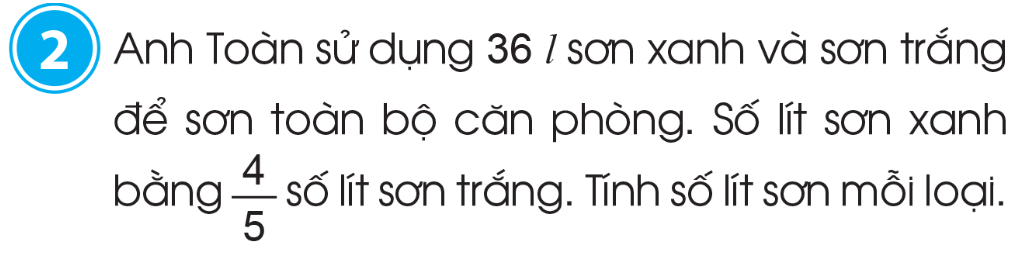 2 Anh Toàn sử dụng 36 l sơn xanh và sơn trắng
để sơn toàn bộ căn phòng. Số lít sơn xanh
bằng 4/5 số lít sơn trắng. Tính số lít sơn mỗi loại.